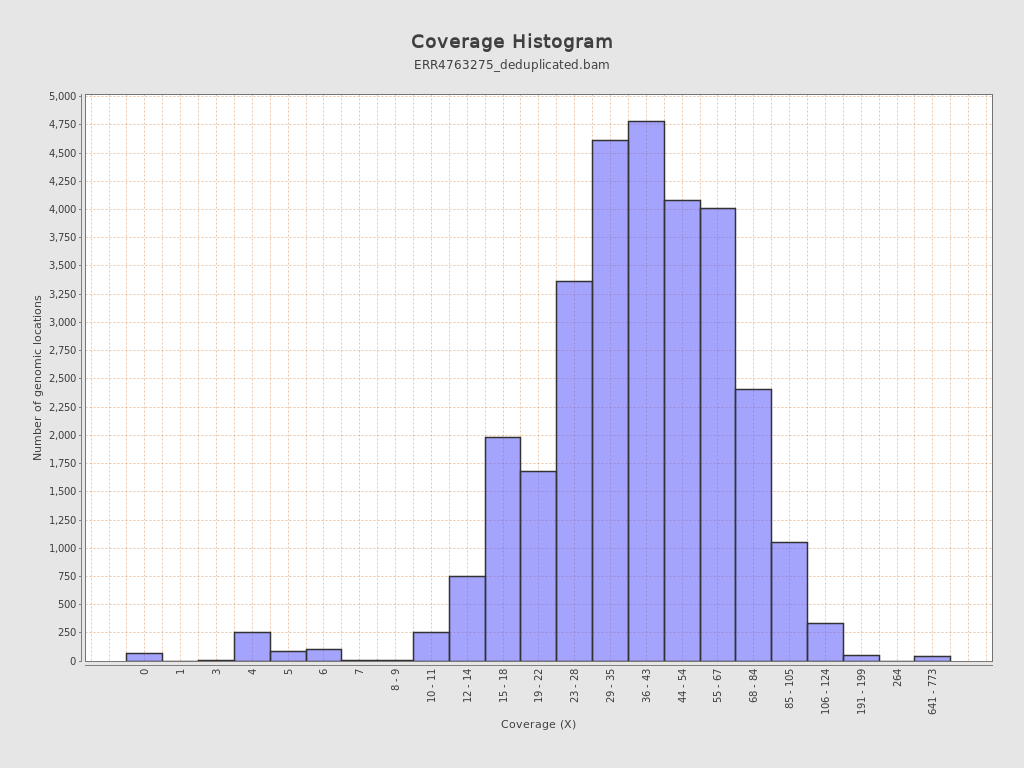 Coverage Histogram
ERR4763275_deduplicated.bam
5,000
4,750
4,500
4,250
4,000
3,750
3,500
3,250
3,000
2,750
2,500
2,250
2,000
1,750
1,500
1,250
1,000
750
500
250
0
Number of genomic locations
0
1
3
4
5
6
7
8 - 9
10 - 11
12 - 14
15 - 18
19 - 22
23 - 28
29 - 35
36 - 43
44 - 54
55 - 67
68 - 84
85 - 105
106 - 124
191 - 199
264
641 - 773
Coverage (X)